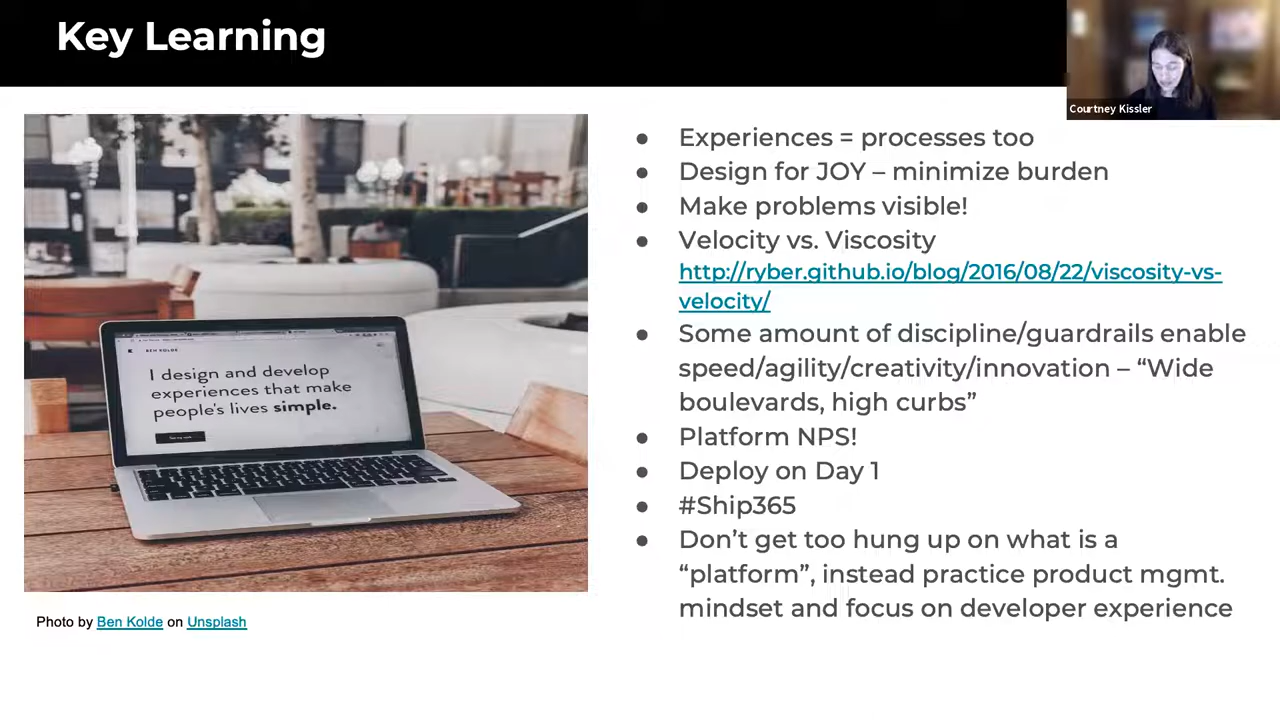 Key Learning
Courtney Kissler
BEN KOLDE
I design and develop
experiences that make
people's lives simple.
● Experiences = processes too
● Design for JOY – minimize burden
● Make problems visible!
● Velocity vs. Viscosity
http://ryber.github.io/blog/2016/08/22/viscosity-vs-
velocity/
● Some amount of discipline/guardrails enable
speed/agility/creativity/innovation – “Wide
boulevards, high curbs”
● Platform NPS!
● Deploy on Day 1
● #Ship365
● Don’t get too hung up on what is a
“platform”, instead practice product mgmt.
mindset and focus on developer experience
Photo by Ben Kolde on Unsplash